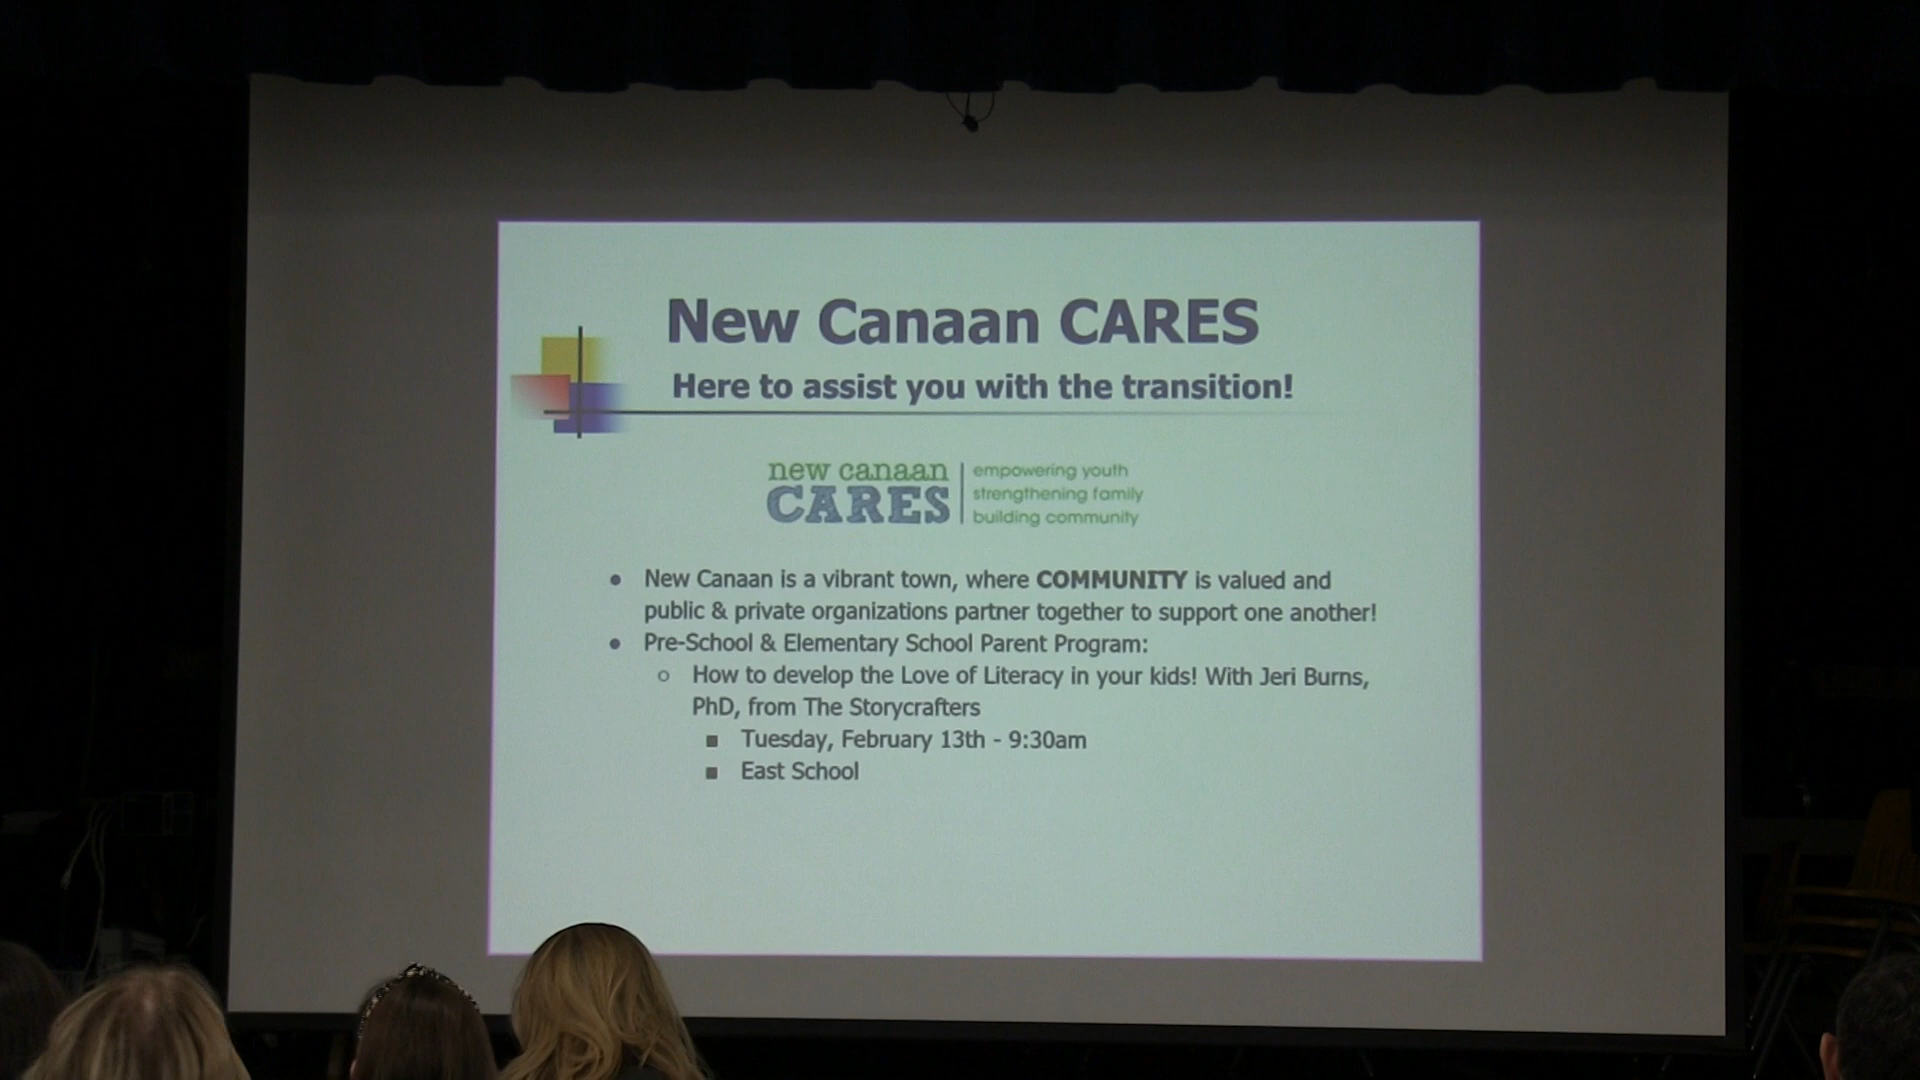 New Canaan CARES
Here to assist you with the transition!
new canaan
CARES
empowering youth
strengthening family
building community
• New Canaan is a vibrant town, where COMMUNITY is valued and
public & private organizations partner together to support one another!
• Pre-School & Elementary School Parent Program:
○ How to develop the Love of Literacy in your kids! With Jeri Burns,
PhD, from The Storycrafters
■ Tuesday, February 13th - 9:30am
■ East School